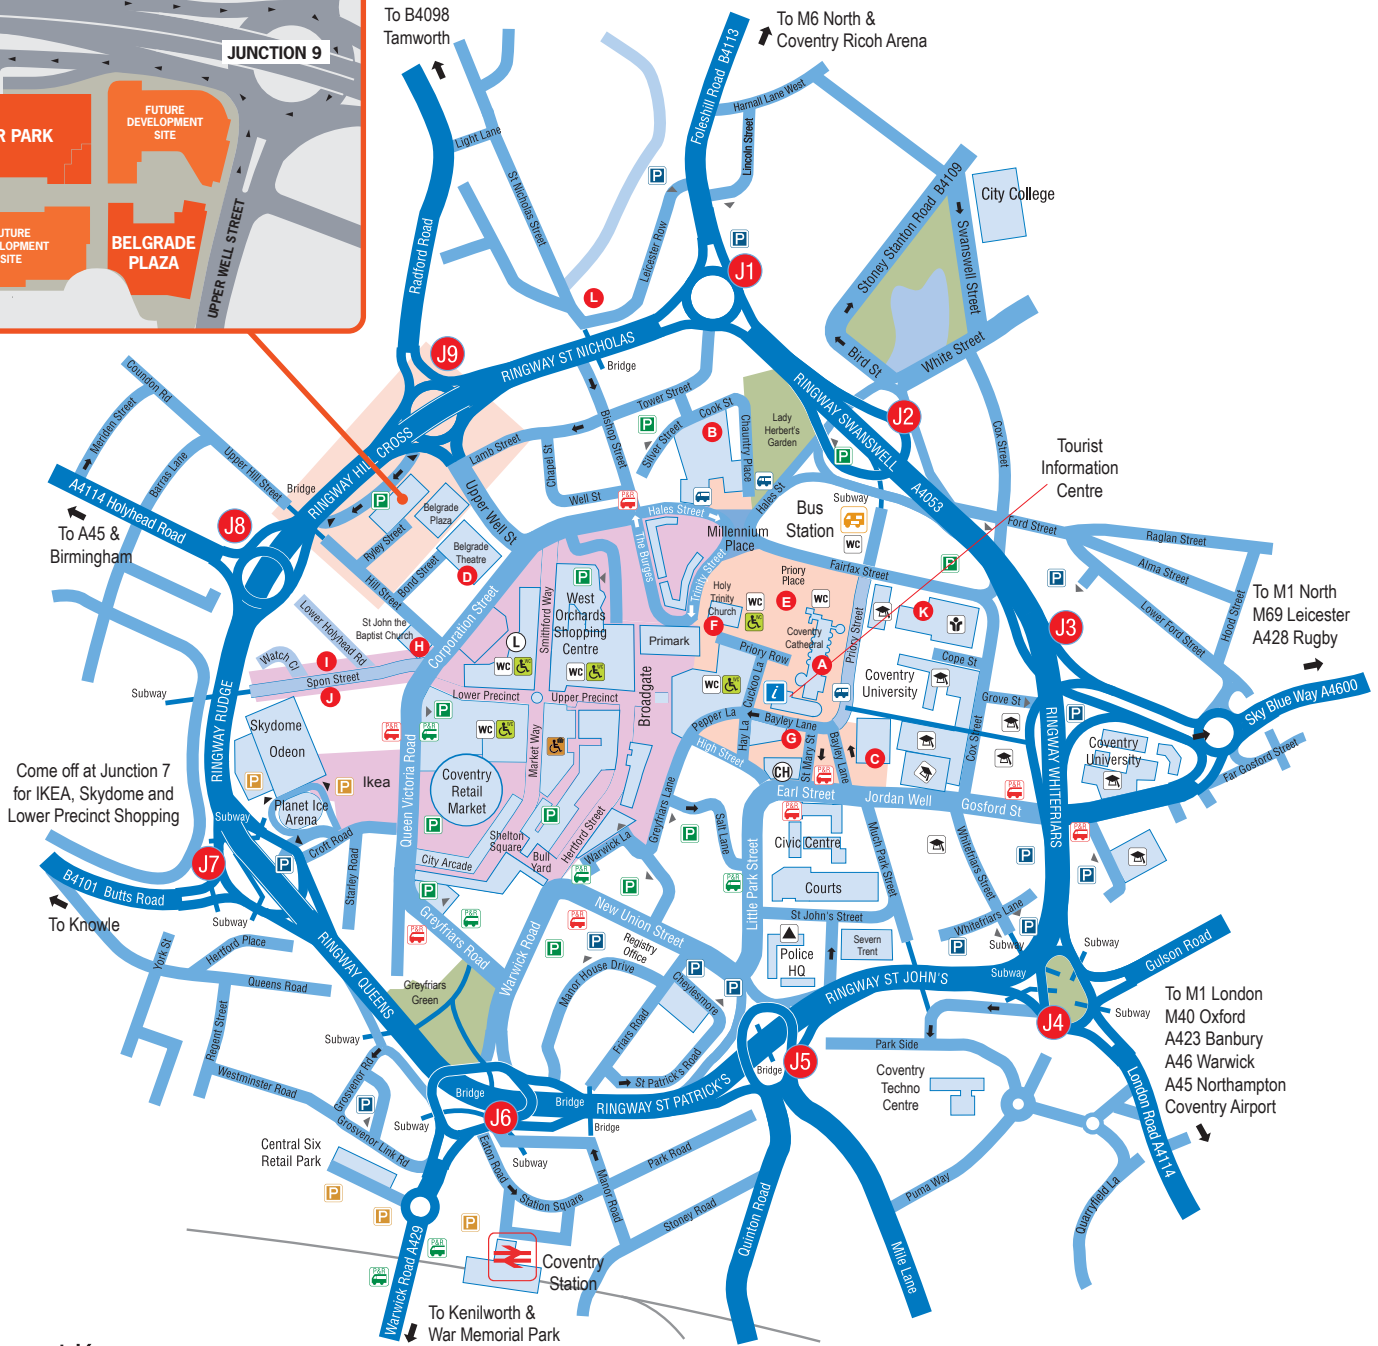 JUNCTION 9
FUTURE
DEVELOPMENT
SITE
R PARK
UTURE
LOPMENT
SITE
BELGRADE
PLAZA
UPPER WELL STREET
To B4098
Tamworth
To M6 North &
Coventry Ricoh Arena
Foleshill Road B4113
Harnall Lane West
Lincoln Street
Light Lane
St Nicholas Street
Radford Road
Leicester Row
P
P
L
J1
City College
Stoney Stanton Road B4109
Swanswell Street
Bird St
White Street
J9
RINGWAY ST NICHOLAS
Bridge
RINGWAY SWANSWELL
J2
A4053
Cox Street
Tourist
Information
Centre
Coundon Rd
Meriden Street
Barras Lane
Upper Hill Street
Bridge
RINGWAY HILL CROSS
A4114 Holyhead Road
To A45 &
Birmingham
J8
Tower Street
Cook St
Silver Street
Bishop Street
Chauntry Place
Lady
Herbert's
Garden
B
P
P
Lamb Street
Chapel St
Well St
Upper Well St
Hales Street
Hales St
P&R
Millennium
Place
Bus
Station
Subway
WC
Belgrade
Plaza
Belgrade
Theatre
D
P
Ryley Street
Bond Street
Hill Street
St John the
Baptist Church
H
Corporation Street
The Burges
Trinity Street
Fairfax Street
Ford Street
Raglan Street
Alma Street
Lower Ford Street
Hood Street
P
P
J3
To M1 North
M69 Leicester
A428 Rugby
Sky Blue Way A4600
Far Gosford Street
Lower Holyhead Rd
Watch Ct
I
Spon Street
J
Subway
RINGWAY RUDGE
Smithford Way
West
Orchards
Shopping
Centre
P
L
WC
WC
Primark
Broadgate
Lower Precinct
Upper Precinct
Market Way
WC
Holy
Trinity
Church
F
Priory
Place
E
WC
WC
Coventry
Cathedral
A
Priory Row
Cuckoo La
WC
i
Pepper La
Hay La
Bayley Lane
Bayley Lane
G
St Mary St
High Street
CH
Earl Street
Jordan Well
Gosford St
C
Priory Street
K
Coventry
University
Cope St
Grove St
Cox Street
RINGWAY WHITEFRIARS
Coventry
University
P
P&R
P&R
Skydome
Odeon
P
P
Ikea
Planet Ice
Arena
Croft Road
Starley Road
Queen Victoria Road
P&R
P&R
P
Coventry
Retail
Market
P
P
Shelton
Square
Bull
Yard
Hertford Street
Warwick La
City Arcade
Greyfriars Lane
P
Salt Lane
P&R
P
P&R
Little Park Street
Civic Centre
P&R
P&R
Courts
Much Park Street
Whitefriars Street
Whitefriars Lane
P
P
P
P
St John's Street
Severn
Trent
Police
HQ
Come off at Junction 7
for IKEA, Skydome and
Lower Precinct Shopping
Subway
J7
P
B4101 Butts Road
To Knowle
Subway
York St
Hertford Place
Queens Road
Regent Street
Westminster Road
RINGWAY QUEENS
P
P&R
P&R
Greyfriars Road
Greyfriars
Green
Warwick Road
New Union Street
P&R
P
P
Registry
Office
Manor House Drive
Cheylesmore
P
P
Friars Road
St Patrick's Road
Subway
Grosvenor Rd
P
Grosvenor Link Rd
Subway
Bridge
Bridge
Bridge
J6
RINGWAY ST PATRICK'S
J5
Bridge
RINGWAY ST JOHN'S
Subway
Subway
Subway
Subway
J4
Gulson Road
To M1 London
M40 Oxford
A423 Banbury
A46 Warwick
A45 Northampton
Coventry Airport
London Road A4114
Park Side
Coventry
Techno
Centre
Puma Way
Quarryfield La
Mile Lane
Quinton Road
Park Road
Stoney Road
Manor Road
Station Square
Eaton Road
Subway
Central Six
Retail Park
P
P
P
P&R
P&R
Warwick Road A429
Coventry
Station
To Kenilworth &
War Memorial Park